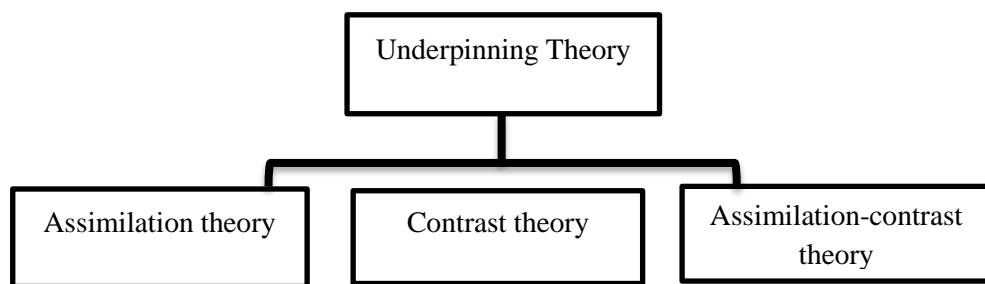 Underpinning Theory
Assimilation theory
Contrast theory
Assimilation-contrast
theory